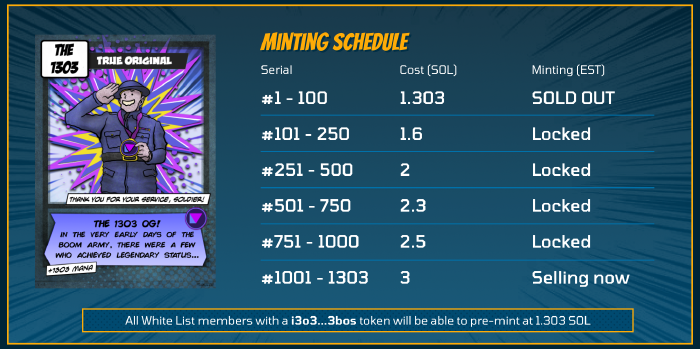 THE
1303
TRUE ORIGINAL
THANK YOU FOR YOUR SERVICE, SOLDIER!
THE 1303 OG!
IN THE VERY EARLY DAYS OF THE
BOOM ARMY, THERE WERE A FEW
WHO ACHIEVED LEGENDARY STATUS...
+1303 MANA
MINTING SCHEDULE
Serial Cost (SOL) Minting (EST)
#1 - 100 1.303 SOLD OUT
#101 - 250 1.6 Locked
#251 - 500 2 Locked
#501 - 750 2.3 Locked
#751 - 1000 2.5 Locked
#1001 - 1303 3 Selling now
All White List members with a i3o3...3bos token will be able to pre-mint at 1.303 SOL